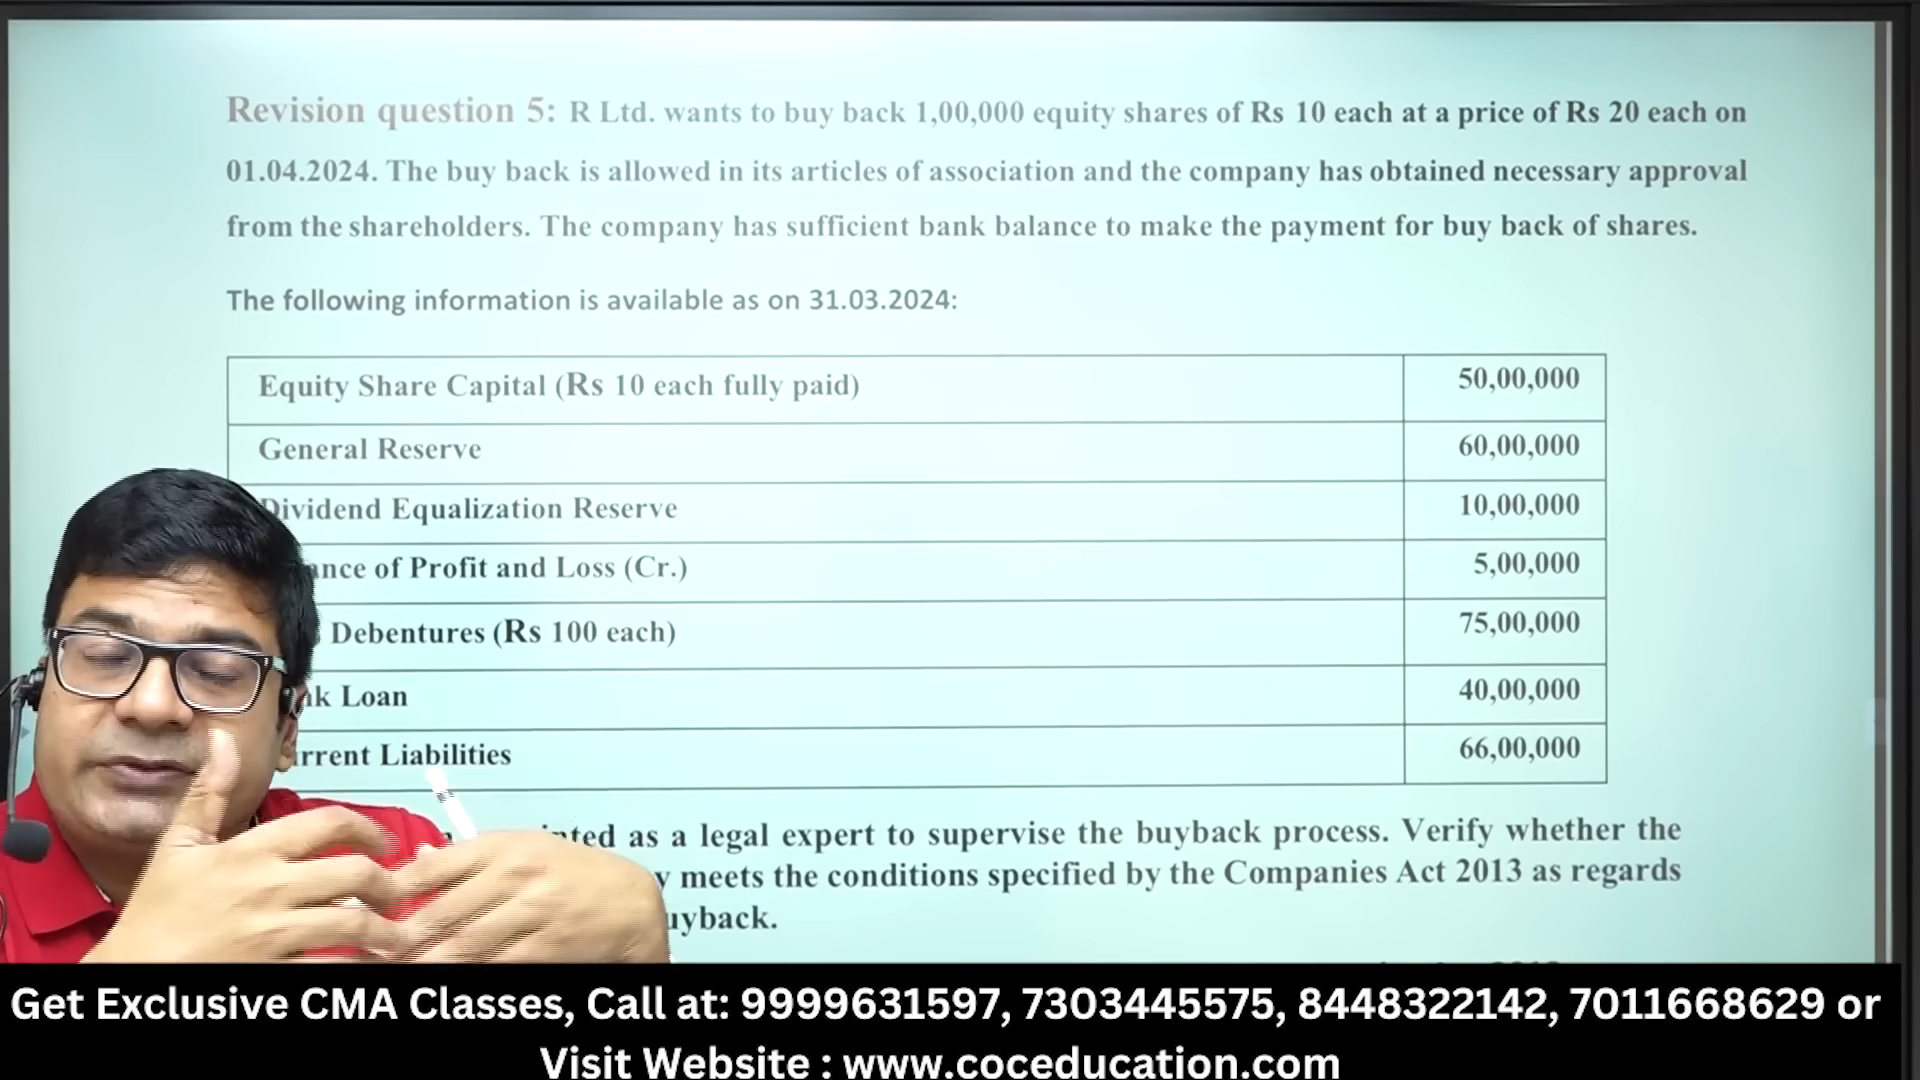 Revision question 5: R Ltd. wants to buy back 1,00,000 equity shares of Rs 10 each at a price of Rs 20 each on
01.04.2024. The buy back is allowed in its articles of association and the company has obtained necessary approval
from the shareholders. The company has sufficient bank balance to make the payment for buy back of shares.
The following information is available as on 31.03.2024:
Equity Share Capital (Rs 10 each fully paid) 50,00,000
General Reserve 60,00,000
Dividend Equalization Reserve 10,00,000
of Profit and Loss (Cr.) 5,00,000
Debentures (Rs 100 each) 75,00,000
Loan 40,00,000
Liabilities 66,00,000
as a legal expert to supervise the buyback process. Verify whether the
meets the conditions specified by the Companies Act 2013 as regards
Get Exclusive CMA Classes, Call at: 9999631597, 7303445575, 8448322142, 7011668629 or
Visit Website : www.coceducation.com